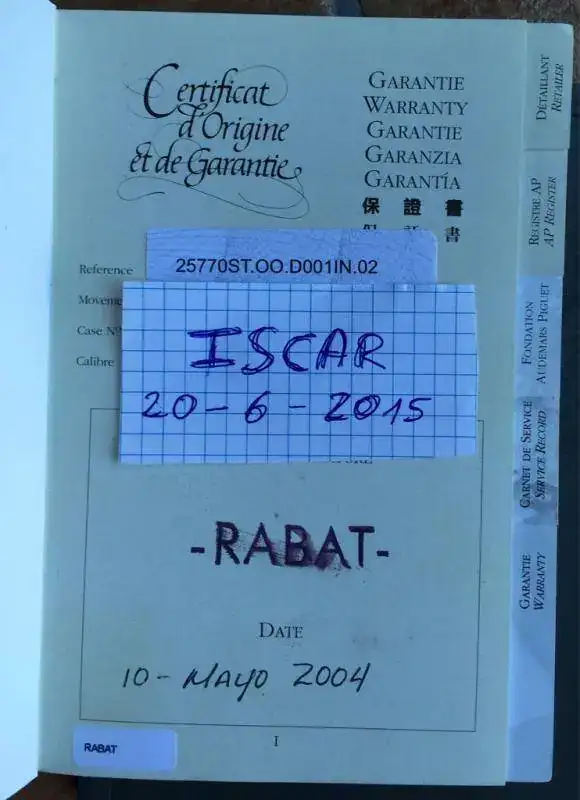 Certificat
d'Origine
et de Garantie
GARANTIE
WARRANTY
GARANTIE
GARANZIA
GARANTÍA
保 證 書
書
Reference 25770ST.OO.D001IN.02
Case Nº
Calibre
ISCAR
20-6-2015
-RABAT-
DATE
10-MAYO 2004
RABAT
I
DÉTAILLANT
RETAILER
REGISTRE AP
AP REGISTER
FONDATION
AUDEMARS PIGUET
CARNET DE SERVICE
SERVICE RECORD
GARANTIE
WARRANTY